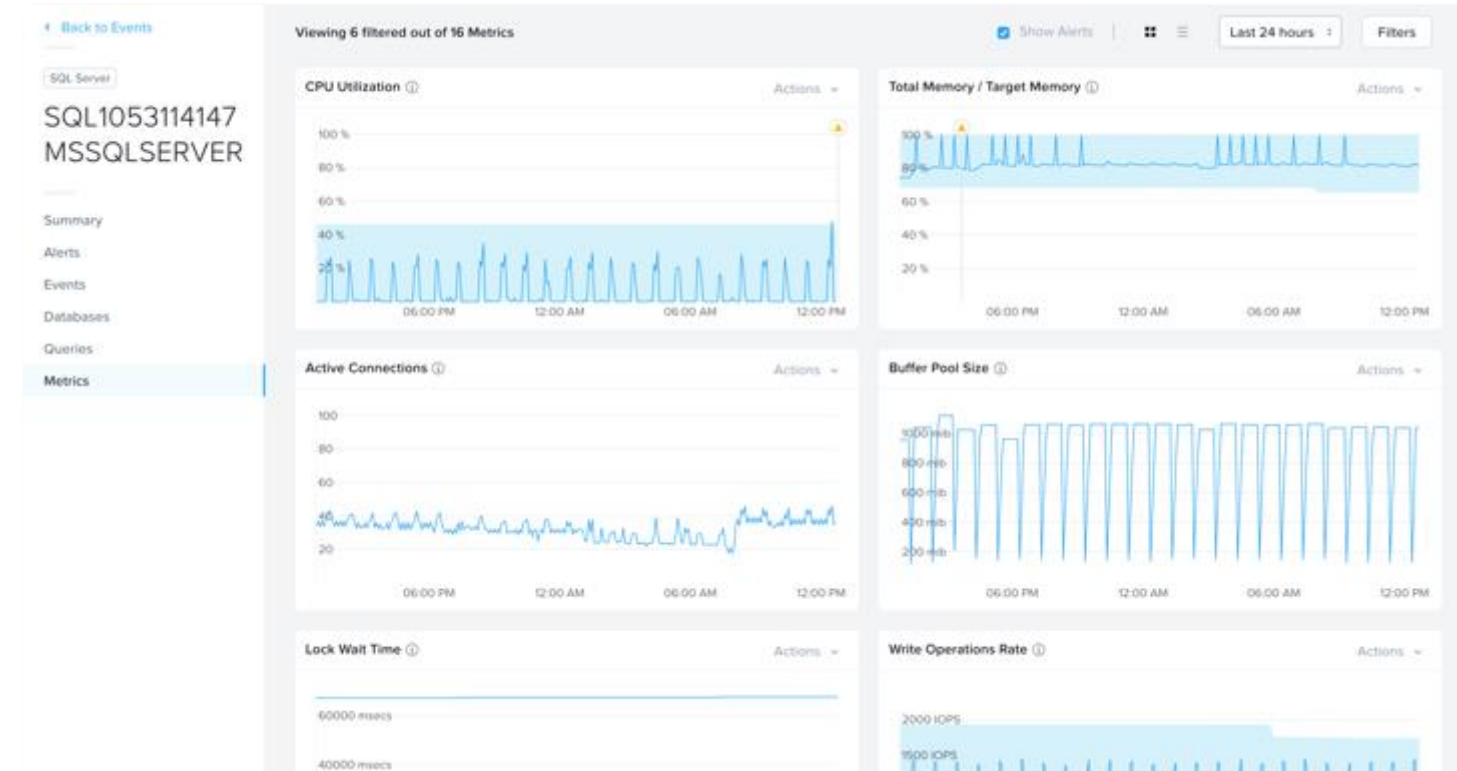 Back to Events
Viewing 6 filtered out of 16 Metrics
Show Alerts
Last 24 hours
Filters
SQL Server
SQL1053114147
MSSQLSERVER
Summary
Alerts
Events
Databases
Queries
Metrics
CPU Utilization
Actions
100 %
80 %
60 %
40 %
20 %
06:00 PM 12:00 AM 06:00 AM 12:00 PM
Total Memory / Target Memory
Actions
100 %
80 %
60 %
40 %
20 %
06:00 PM 12:00 AM 06:00 AM 12:00 PM
Active Connections
Actions
100
80
60
40
20
06:00 PM 12:00 AM 06:00 AM 12:00 PM
Buffer Pool Size
Actions
1000 mib
800 mib
600 mib
400 mib
200 mib
06:00 PM 12:00 AM 06:00 AM 12:00 PM
Lock Wait Time
Actions
60000 msecs
40000 msecs
Write Operations Rate
Actions
2000 IOPS
1500 IOPS